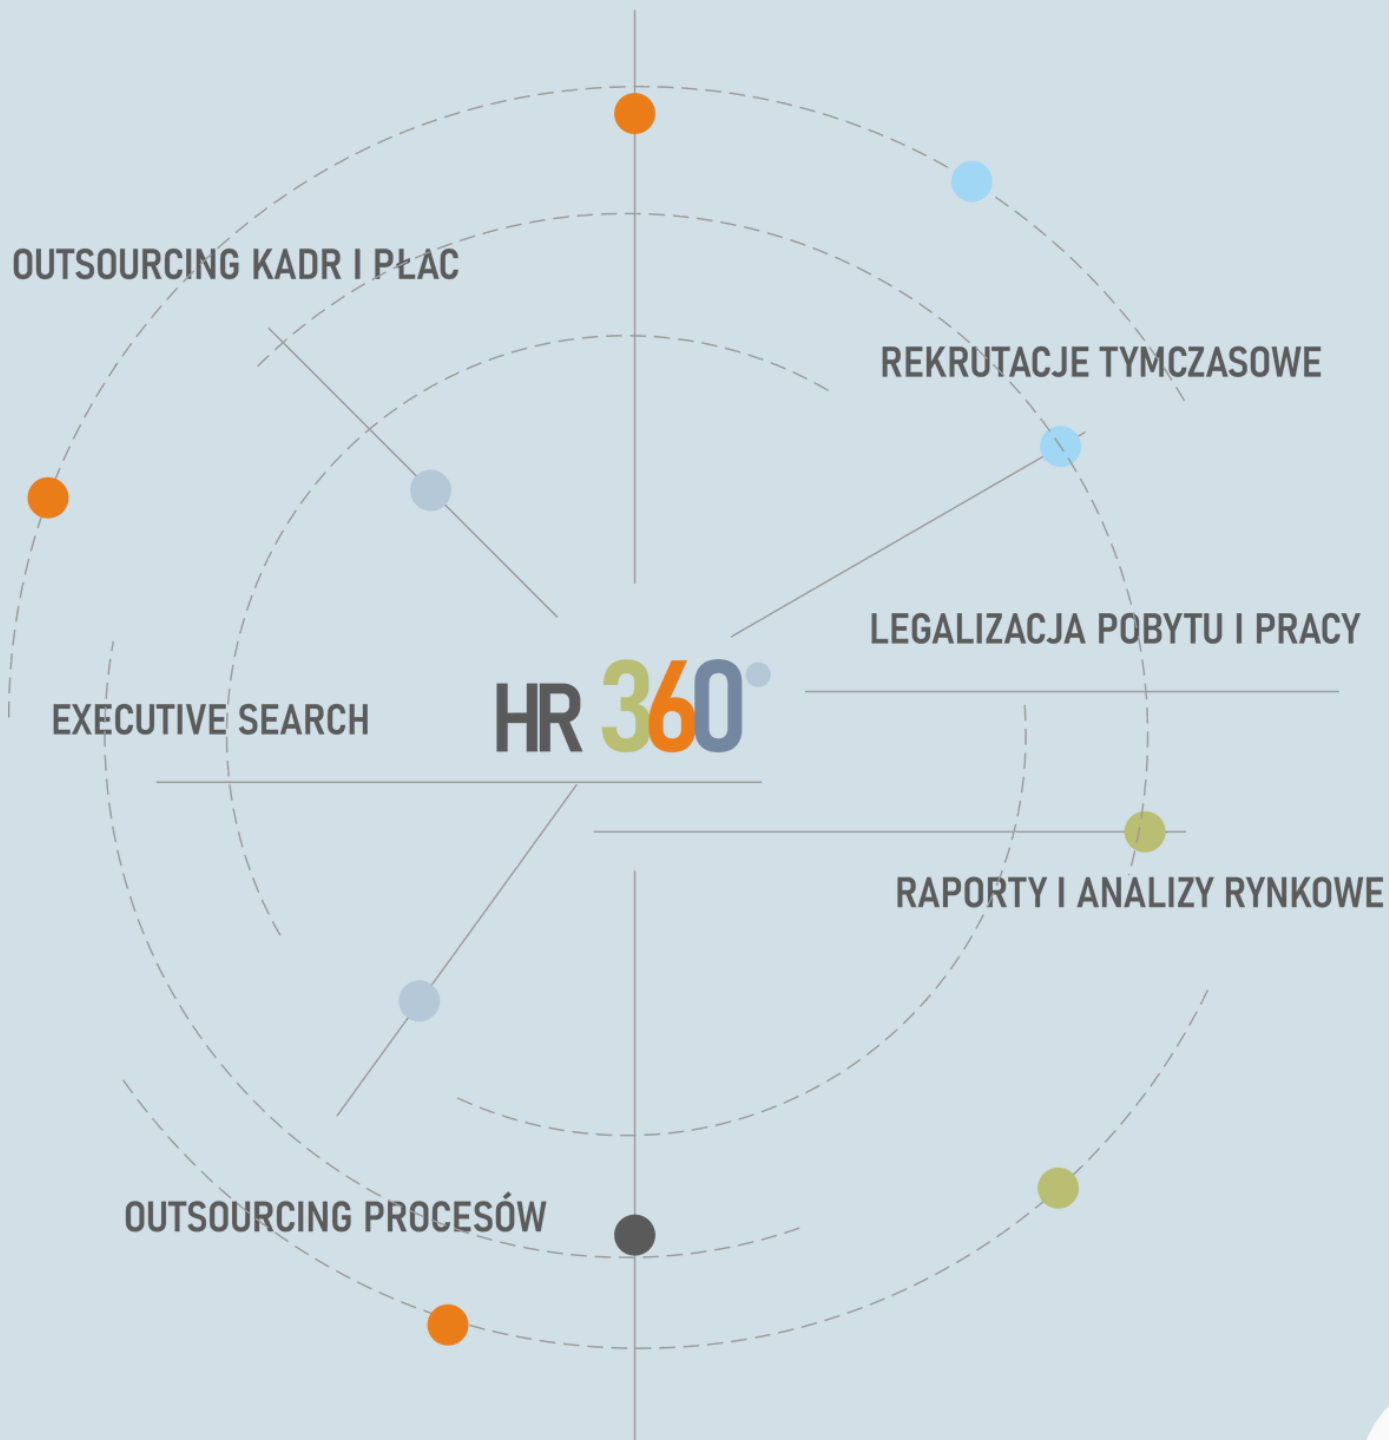 OUTSOURCING KADR I PŁAC
REKRUTACJE TYMCZASOWE
LEGALIZACJA POBYTU I PRACY
HR 360°
EXECUTIVE SEARCH
RAPORTY I ANALIZY RYNKOWE
OUTSOURCING PROCESÓW